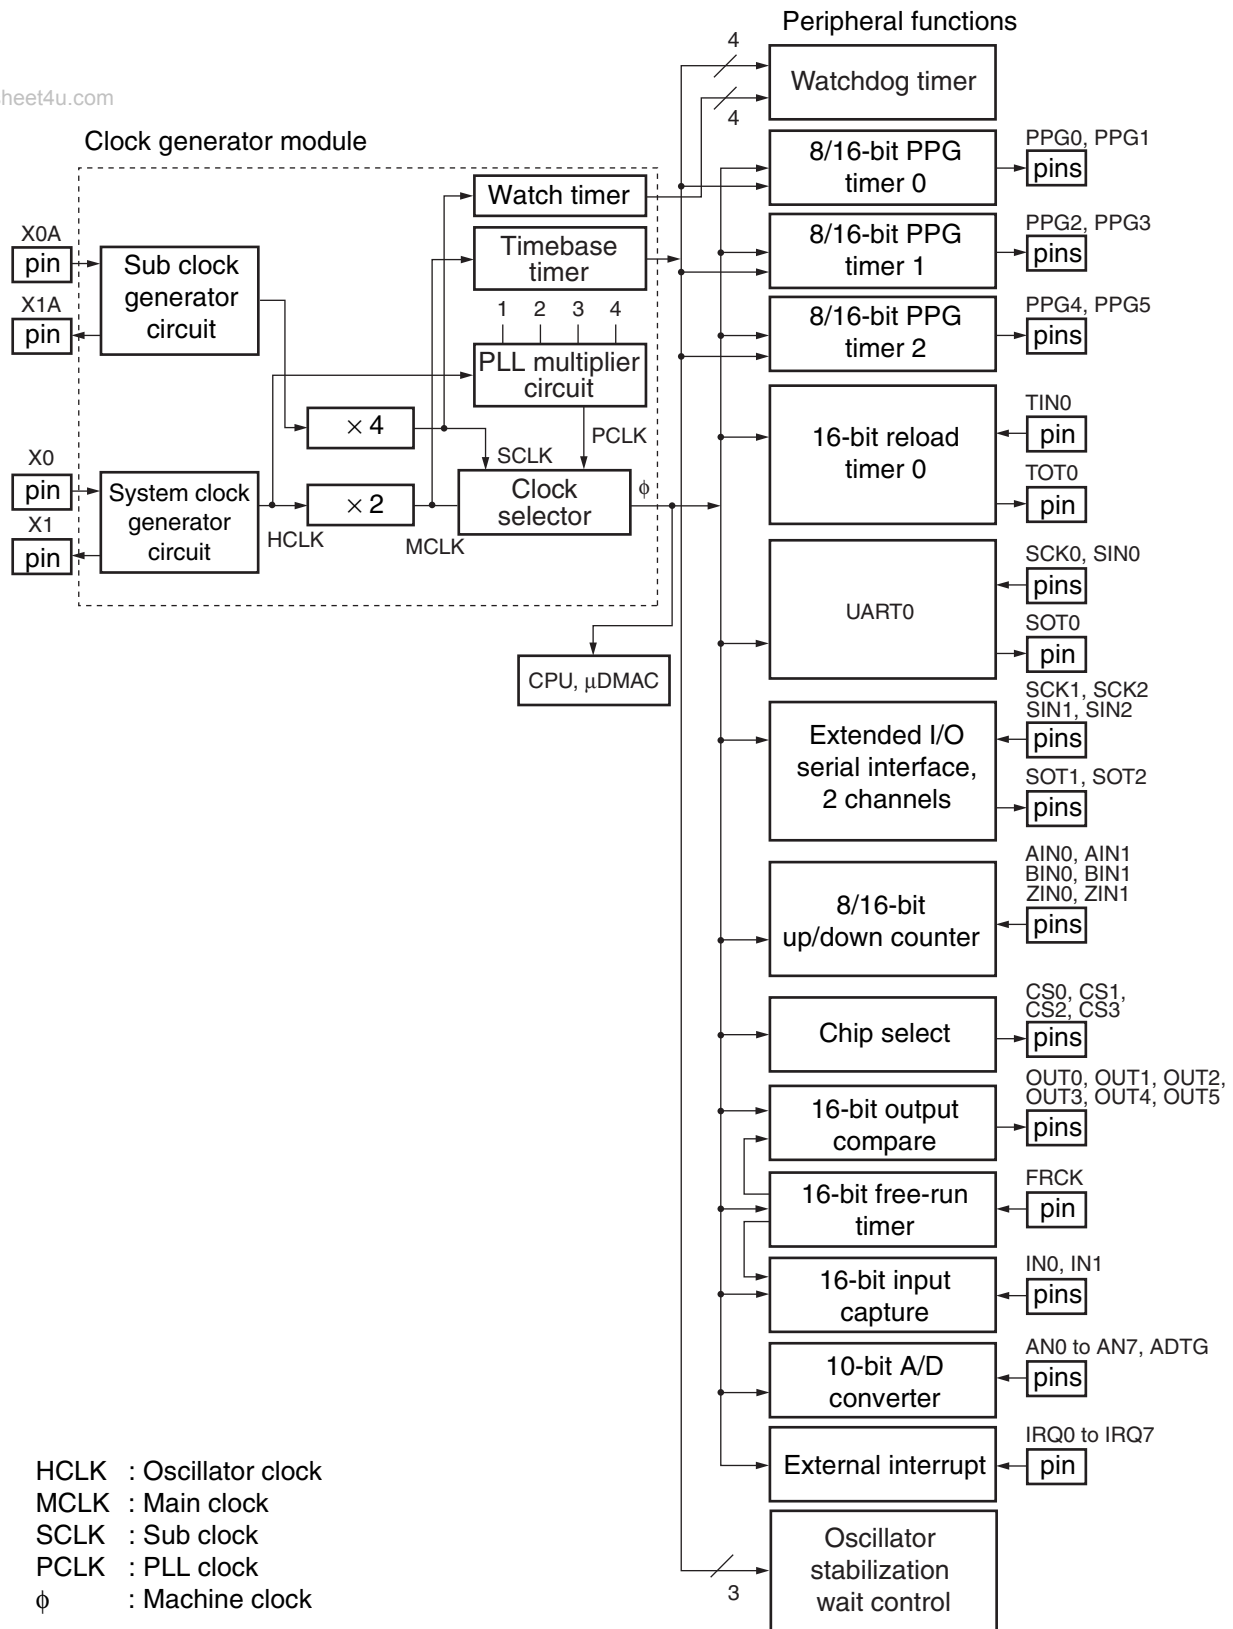 Peripheral functions
heet4u.com
Clock generator module
X0A
pin
X1A
pin
X0
pin
X1
pin
Sub clock
generator
circuit
System clock
generator
circuit
HCLK
× 4
× 2
MCLK
Watch timer
Timebase
timer
1 2 3 4
PLL multiplier
circuit
PCLK
SCLK
Clock
selector
ϕ
CPU, μDMAC
4
4
Watchdog timer
8/16-bit PPG
timer 0
PPG0, PPG1
pins
8/16-bit PPG
timer 1
PPG2, PPG3
pins
8/16-bit PPG
timer 2
PPG4, PPG5
pins
16-bit reload
timer 0
TIN0
pin
TOT0
pin
UART0
SCK0, SIN0
pins
SOT0
pin
Extended I/O
serial interface,
2 channels
SCK1, SCK2
SIN1, SIN2
pins
SOT1, SOT2
pins
8/16-bit
up/down counter
AIN0, AIN1
BIN0, BIN1
ZIN0, ZIN1
pins
Chip select
CS0, CS1,
CS2, CS3
pins
16-bit output
compare
OUT0, OUT1, OUT2,
OUT3, OUT4, OUT5
pins
16-bit free-run
timer
FRCK
pin
16-bit input
capture
IN0, IN1
pins
10-bit A/D
converter
AN0 to AN7, ADTG
pins
External interrupt
IRQ0 to IRQ7
pin
3
Oscillator
stabilization
wait control
HCLK : Oscillator clock
MCLK : Main clock
SCLK : Sub clock
PCLK : PLL clock
ϕ : Machine clock